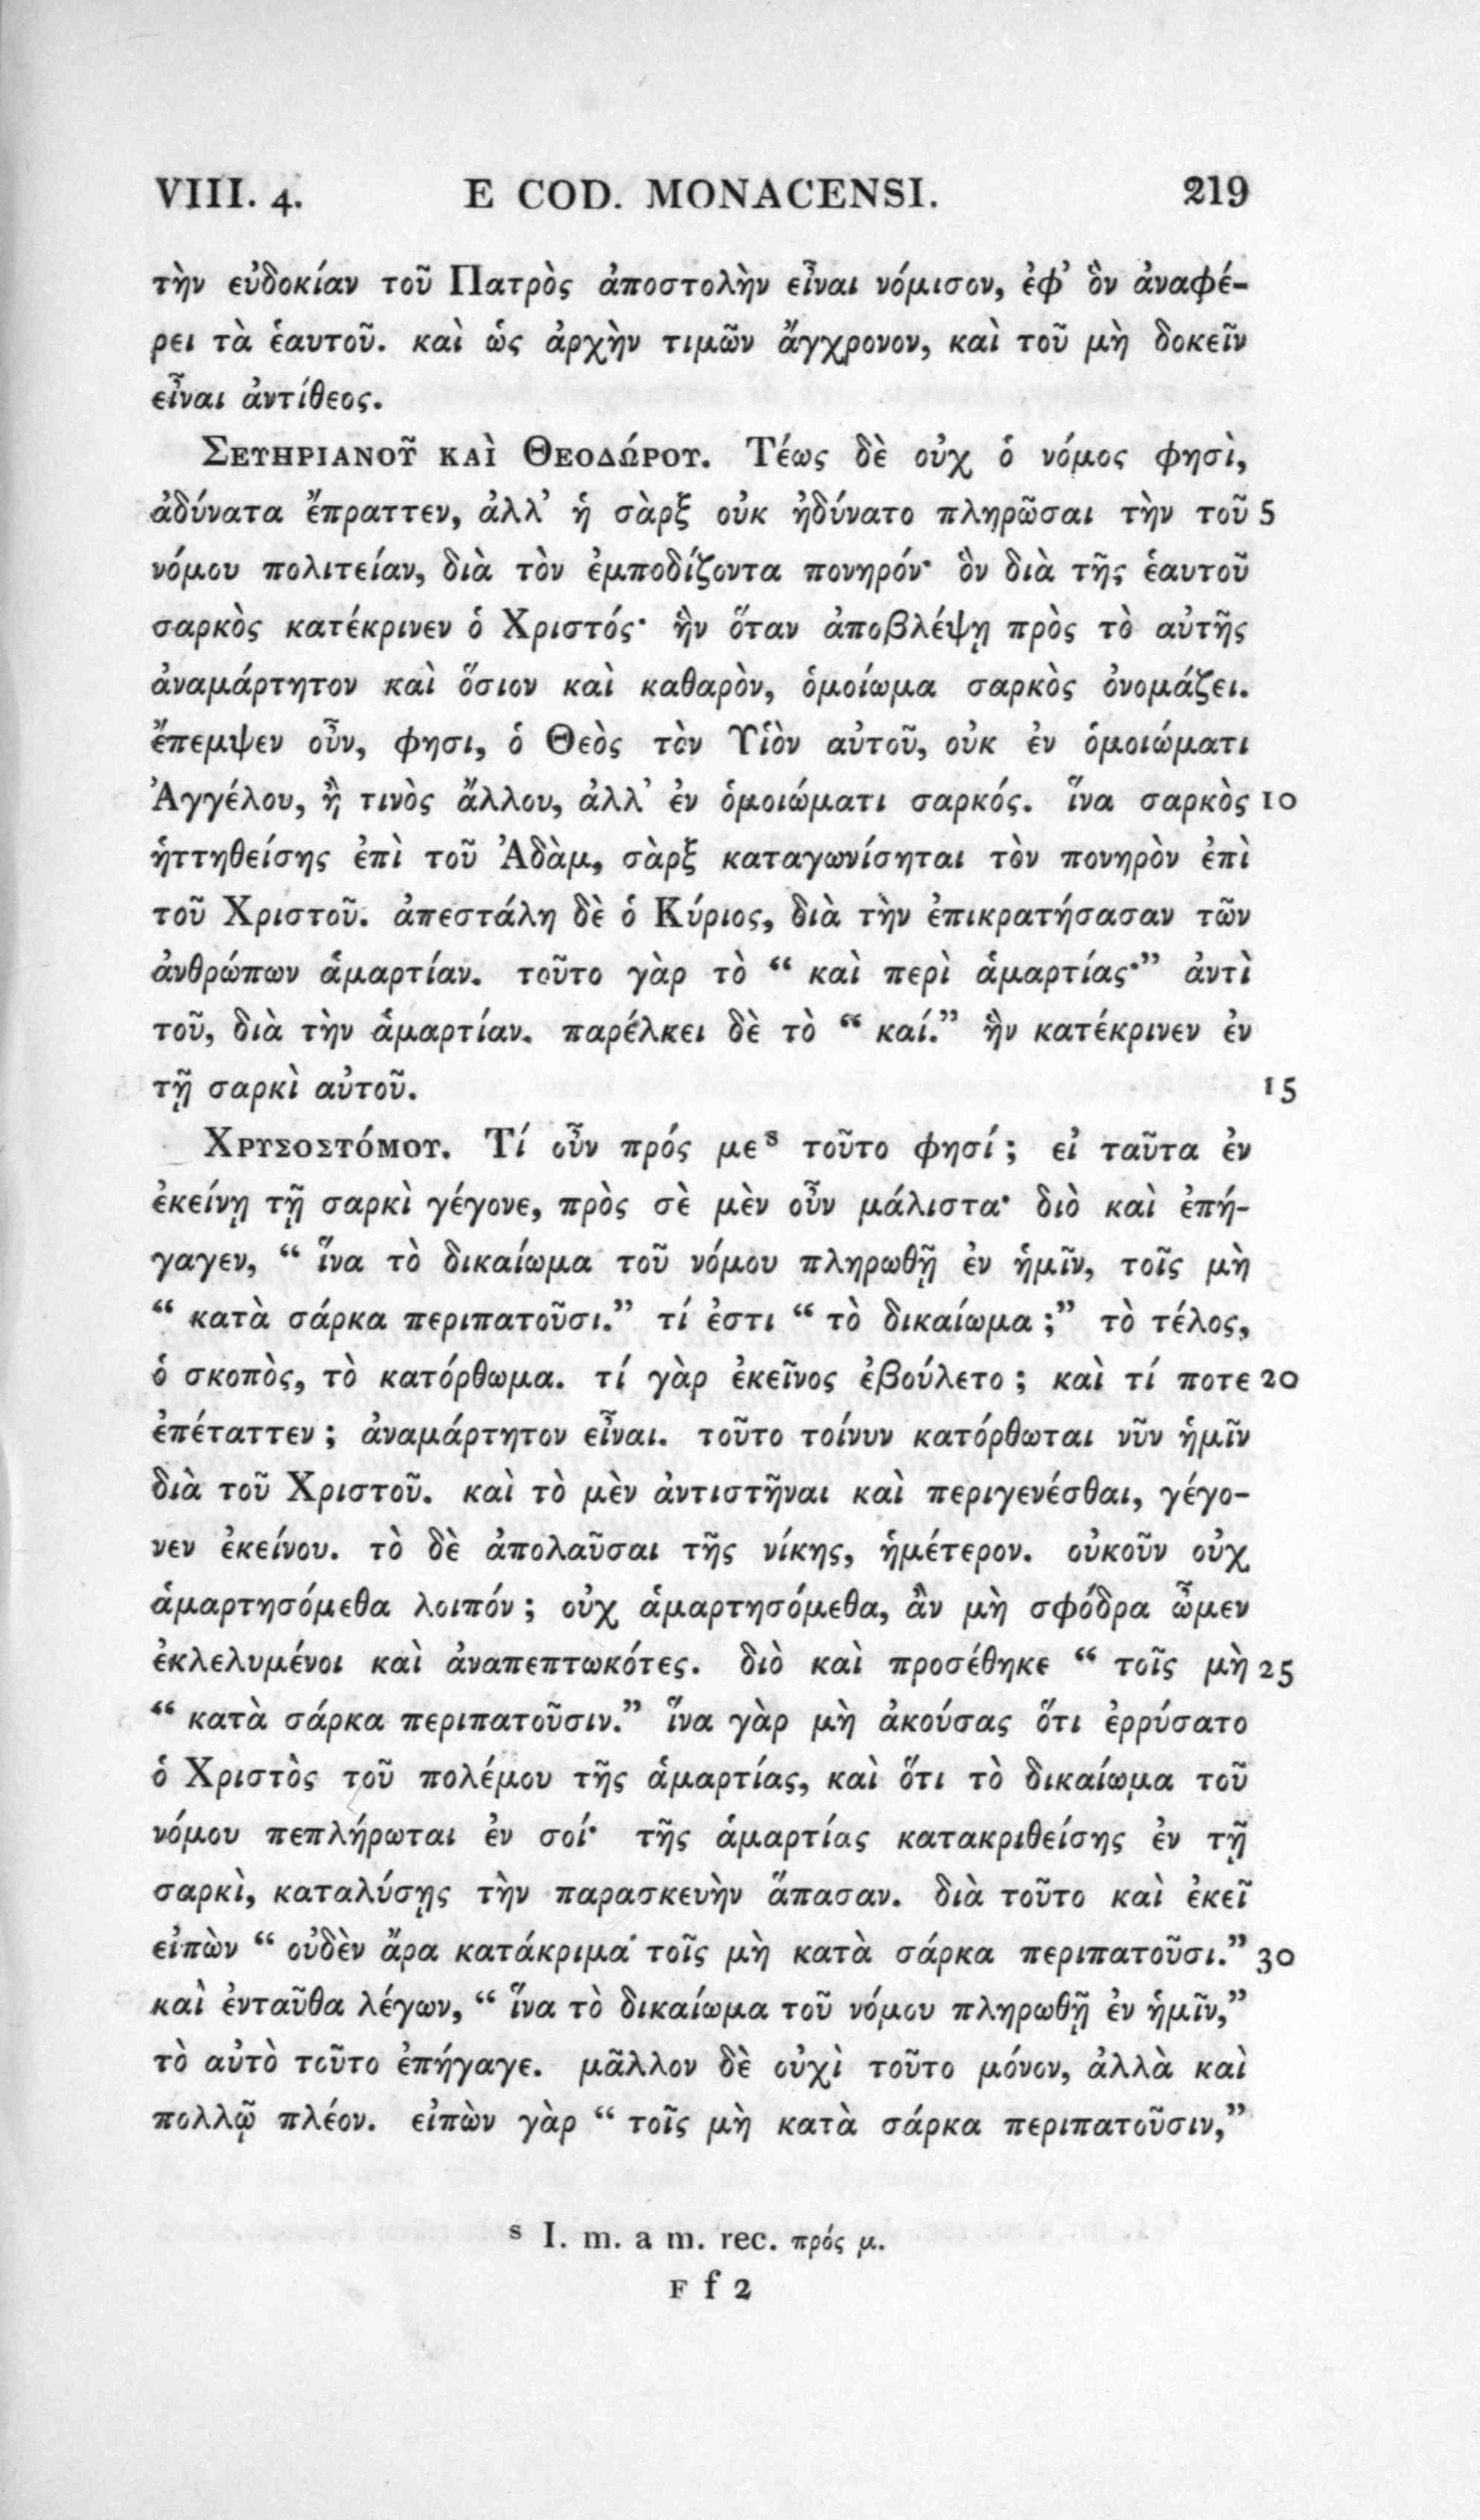 VIII. 4. E COD. MONACENSI. 219
τὴν εὐδοκίαν τοῦ Πατρὸς ἀποστολὴν εἶναι νόμισον, ἐφ’ ὃν ἀναφέ-
ρει τὰ ἑαυτοῦ. καὶ ὡς ἀρχὴν τιμῶν ἄγχρονον, καὶ τοῦ μὴ δοκεῖν
εἶναι ἀντίθεος.
ΣΕΥΗΡΙΑΝΟΥ͂ ΚΑῚ ΘΕΟΔΏΡΟΥ. Τέως δὲ οὐχ ὁ νόμος φησὶ,
ἀδύνατα ἔπραττεν, ἀλλ’ ἡ σὰρξ οὐκ ἠδύνατο πληρῶσαι τὴν τοῦ 5
νόμου πολιτείαν, διὰ τὸν ἐμποδίζοντα πονηρόν· ὃν διὰ τῆς ἑαυτοῦ
σαρκὸς κατέκρινεν ὁ Χριστός· ἣν ὅταν ἀποβλέψῃ πρὸς τὸ αὐτῆς
ἀναμάρτητον καὶ ὅσιον καὶ καθαρὸν, ὁμοίωμα σαρκὸς ὀνομάζει.
ἔπεμψεν οὖν, φησι, ὁ Θεὸς τὸν Υἱὸν αὐτοῦ, οὐκ ἐν ὁμοιώματι
Ἀγγέλου, ἢ τινὸς ἄλλου, ἀλλ’ ἐν ὁμοιώματι σαρκός. ἵνα σαρκὸς 10
ἡττηθείσης ἐπὶ τοῦ Ἀδὰμ, σὰρξ καταγωνίσηται τὸν πονηρὸν ἐπὶ
τοῦ Χριστοῦ. ἀπεστάλη δὲ ὁ Κύριος, διὰ τὴν ἐπικρατήσασαν τῶν
ἀνθρώπων ἁμαρτίαν. τοῦτο γὰρ τὸ “ καὶ περὶ ἁμαρτίας·” ἀντὶ
τοῦ, διὰ τὴν ἁμαρτίαν. παρέλκει δὲ τὸ “ καί.” ἣν κατέκρινεν ἐν
τῇ σαρκὶ αὐτοῦ. 15
ΧΡΥΣΟΣΤΌΜΟΥ. Τί οὖν πρός με<sup>s</sup> τοῦτο φησί ; εἰ ταῦτα ἐν
ἐκείνῃ τῇ σαρκὶ γέγονε, πρὸς σὲ μὲν οὖν μάλιστα· διὸ καὶ ἐπή-
γαγεν, “ ἵνα τὸ δικαίωμα τοῦ νόμου πληρωθῇ ἐν ἡμῖν, τοῖς μὴ
“ κατὰ σάρκα περιπατοῦσι.” τί ἐστι “ τὸ δικαίωμα ;” τὸ τέλος,
ὁ σκοπὸς, τὸ κατόρθωμα. τί γὰρ ἐκεῖνος ἐβούλετο ; καὶ τί ποτε 20
ἐπέταττεν ; ἀναμάρτητον εἶναι. τοῦτο τοίνυν κατόρθωται νῦν ἡμῖν
διὰ τοῦ Χριστοῦ. καὶ τὸ μὲν ἀντιστῆναι καὶ περιγενέσθαι, γέγο-
νεν ἐκείνου. τὸ δὲ ἀπολαῦσαι τῆς νίκης, ἡμέτερον. οὐκοῦν οὐχ
ἁμαρτησόμεθα λοιπόν ; οὐχ ἁμαρτησόμεθα, ἂν μὴ σφόδρα ὦμεν
ἐκλελυμένοι καὶ ἀναπεπτωκότες. διὸ καὶ προσέθηκε “ τοῖς μὴ 25
“ κατὰ σάρκα περιπατοῦσιν.” ἵνα γὰρ μὴ ἀκούσας ὅτι ἐρρύσατο
ὁ Χριστὸς τοῦ πολέμου τῆς ἁμαρτίας, καὶ ὅτι τὸ δικαίωμα τοῦ
νόμου πεπλήρωται ἐν σοί· τῆς ἁμαρτίας κατακριθείσης ἐν τῇ
σαρκὶ, καταλύσῃς τὴν παρασκευὴν ἅπασαν. διὰ τοῦτο καὶ ἐκεῖ
εἰπὼν “ οὐδὲν ἄρα κατάκριμα τοῖς μὴ κατὰ σάρκα περιπατοῦσι.” 30
καὶ ἐνταῦθα λέγων, “ ἵνα τὸ δικαίωμα τοῦ νόμου πληρωθῇ ἐν ἡμῖν,”
τὸ αὐτὸ τοῦτο ἐπήγαγε. μᾶλλον δὲ οὐχὶ τοῦτο μόνον, ἀλλὰ καὶ
πολλῷ πλέον. εἰπὼν γὰρ “ τοῖς μὴ κατὰ σάρκα περιπατοῦσιν,”
<sup>s</sup> I. m. a m. rec. πρός μ.
F f 2